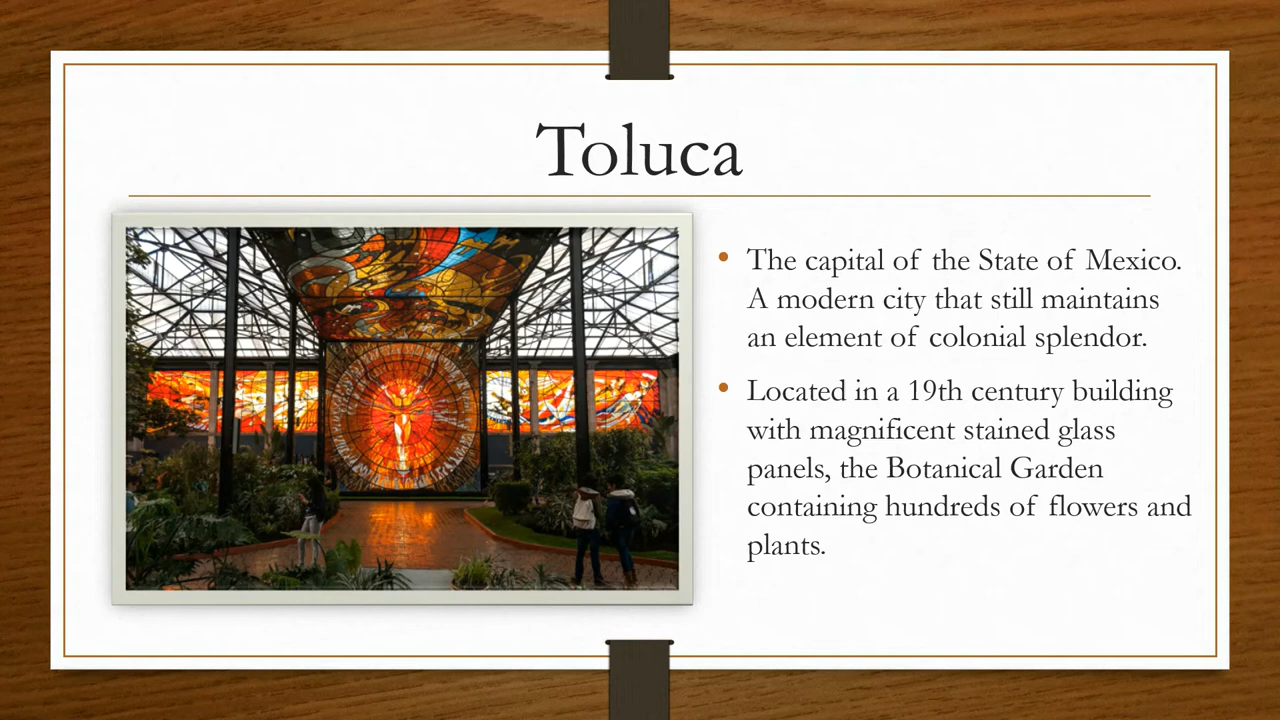 Toluca
The capital of the State of Mexico.
A modern city that still maintains
an element of colonial splendor.
Located in a 19th century building
with magnificent stained glass
panels, the Botanical Garden
containing hundreds of flowers and
plants.